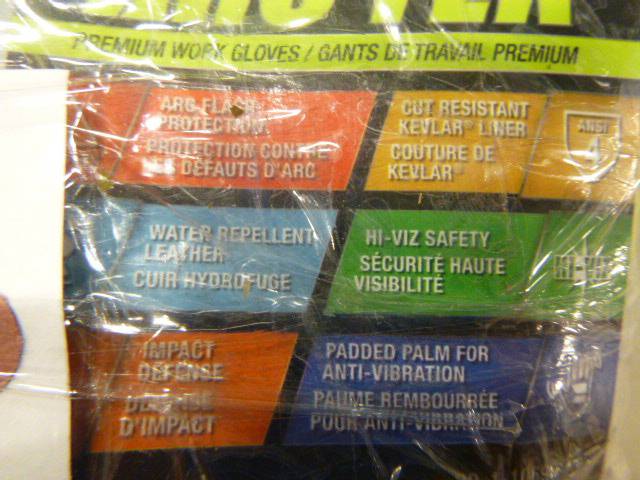 PREMIUM WORK GLOVES / GANTS DE TRAVAIL PREMIUM
ARC FLASH
PROTECTION
PROTECTION CONTRE
LES DÉFAUTS D'ARC
CUT RESISTANT
KEVLAR® LINER
COUTURE DE
KEVLAR®
ANSI
4
WATER REPELLENT
LEATHER
CUIR HYDROFUGE
HI-VIZ SAFETY
SÉCURITÉ HAUTE
VISIBILITÉ
HI-VIZ
IMPACT
DEFENSE
DÉFENSE
D'IMPACT
PADDED PALM FOR
ANTI-VIBRATION
PAUME REMBOURRÉE
POUR ANTI-VIBRATION